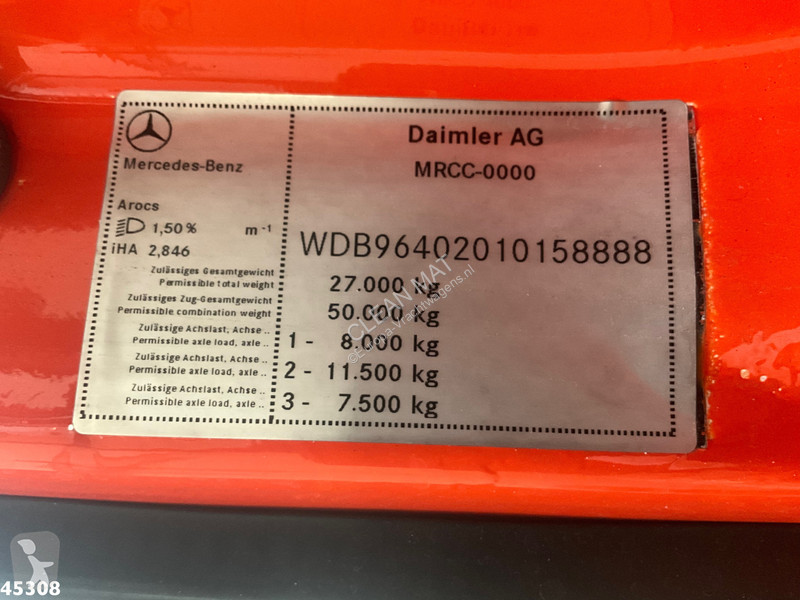 Mercedes-Benz
Daimler AG
MRCC-0000
Arocs
1,50% m⁻¹
iHA 2,846
WDB96402010158888
Zulässiges Gesamtgewicht
Permissible total weight 27.000 kg
Zulässiges Zug-Gesamtgewicht
Permissible combination weight 50.000 kg
Zulässige Achslast, Achse ..
Permissible axle load, axle .. 1 - 8.000 kg
Zulässige Achslast, Achse ..
Permissible axle load, axle .. 2 - 11.500 kg
Zulässige Achslast, Achse ..
Permissible axle load, axle .. 3 - 7.500 kg
CLEAN MAT
45308